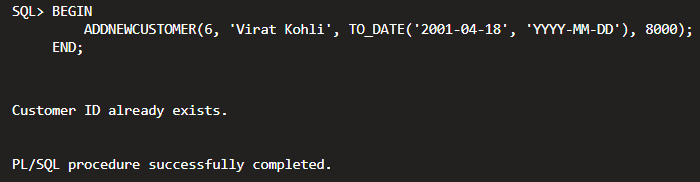 SQL> BEGIN
ADDNEWCUSTOMER(6, 'Virat Kohli', TO_DATE('2001-04-18', 'YYYY-MM-DD'), 8000);
END;
Customer ID already exists.
PL/SQL procedure successfully completed.